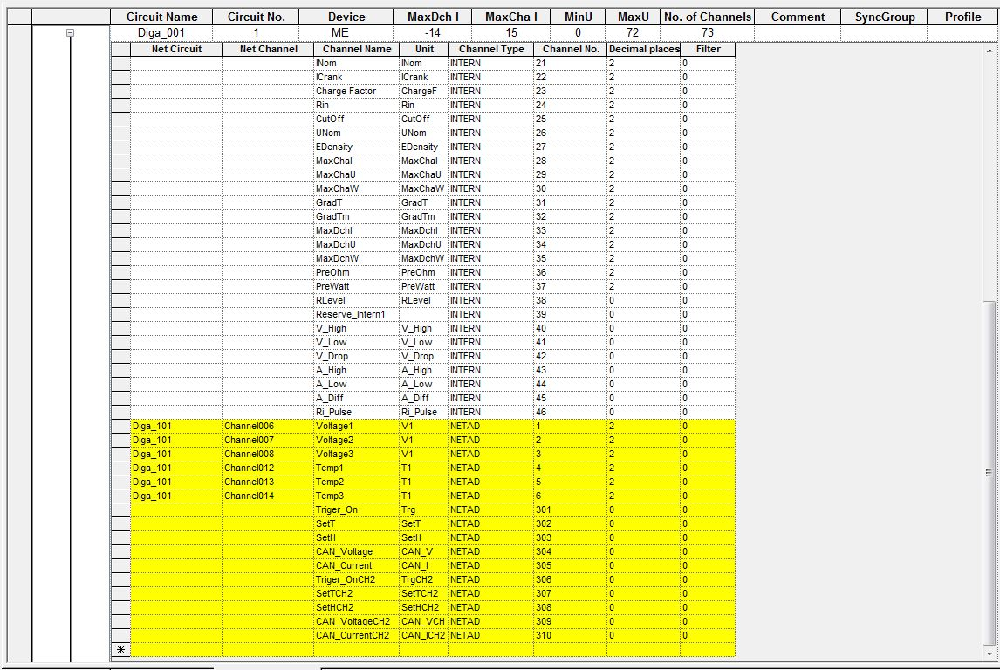 Circuit Name Circuit No. Device MaxDch I MaxCha I MinU MaxU No. of Channels Comment SyncGroup Profile
Diga_001 1 ME -14 15 0 72 73
Net Circuit Net Channel Channel Name Unit Channel Type Channel No. Decimal places Filter
INom INom INTERN 21 2 0
ICrank ICrank INTERN 22 2 0
Charge Factor ChargeF INTERN 23 2 0
Rin Rin INTERN 24 2 0
CutOff CutOff INTERN 25 2 0
UNom UNom INTERN 26 2 0
EDensity EDensity INTERN 27 2 0
MaxChaI MaxChaI INTERN 28 2 0
MaxChaU MaxChaU INTERN 29 2 0
MaxChaW MaxChaW INTERN 30 2 0
GradT GradT INTERN 31 2 0
GradTm GradTm INTERN 32 2 0
MaxDchI MaxDchI INTERN 33 2 0
MaxDchU MaxDchU INTERN 34 2 0
MaxDchW MaxDchW INTERN 35 2 0
PreOhm PreOhm INTERN 36 2 0
PreWatt PreWatt INTERN 37 2 0
RLevel RLevel INTERN 38 0 0
Reserve_Intern1 INTERN 39 0 0
V_High V_High INTERN 40 0 0
V_Low V_Low INTERN 41 0 0
V_Drop V_Drop INTERN 42 0 0
A_High A_High INTERN 43 0 0
A_Low A_Low INTERN 44 0 0
A_Diff A_Diff INTERN 45 0 0
Ri_Pulse Ri_Pulse INTERN 46 0 0
Diga_101 Channel006 Voltage1 V1 NETAD 1 2 0
Diga_101 Channel007 Voltage2 V1 NETAD 2 2 0
Diga_101 Channel008 Voltage3 V1 NETAD 3 2 0
Diga_101 Channel012 Temp1 T1 NETAD 4 2 0
Diga_101 Channel013 Temp2 T1 NETAD 5 2 0
Diga_101 Channel014 Temp3 T1 NETAD 6 2 0
Triger_On Trg NETAD 301 0 0
SetT SetT NETAD 302 0 0
SetH SetH NETAD 303 0 0
CAN_Voltage CAN_V NETAD 304 0 0
CAN_Current CAN_I NETAD 305 0 0
Triger_OnCH2 TrgCH2 NETAD 306 0 0
SetTCH2 SetTCH2 NETAD 307 0 0
SetHCH2 SetHCH2 NETAD 308 0 0
CAN_VoltageCH2 CAN_VCH NETAD 309 0 0
CAN_CurrentCH2 CAN_ICH2 NETAD 310 0 0